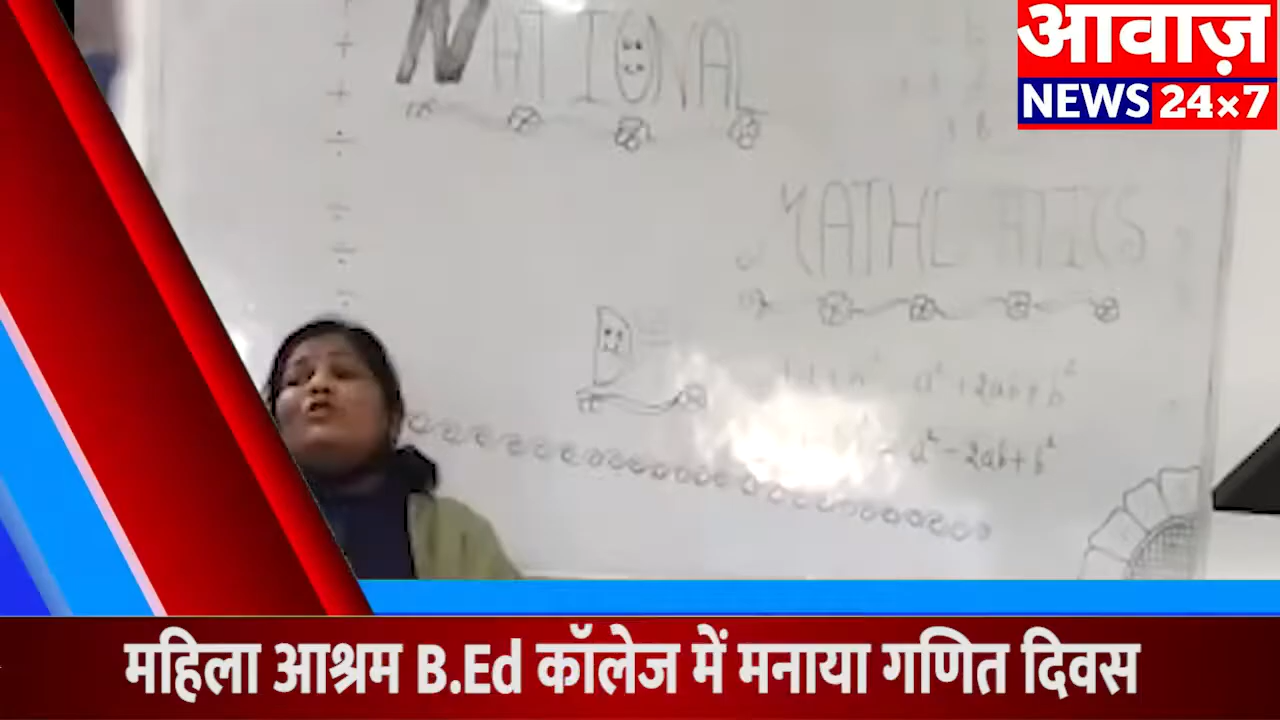 NATIONAL
आवाज़
NEWS 24×7
MATHEMATICS
a² + 2ab + b²
= a² - 2ab + b²
महिला आश्रम B.Ed कॉलेज में मनाया गणित दिवस